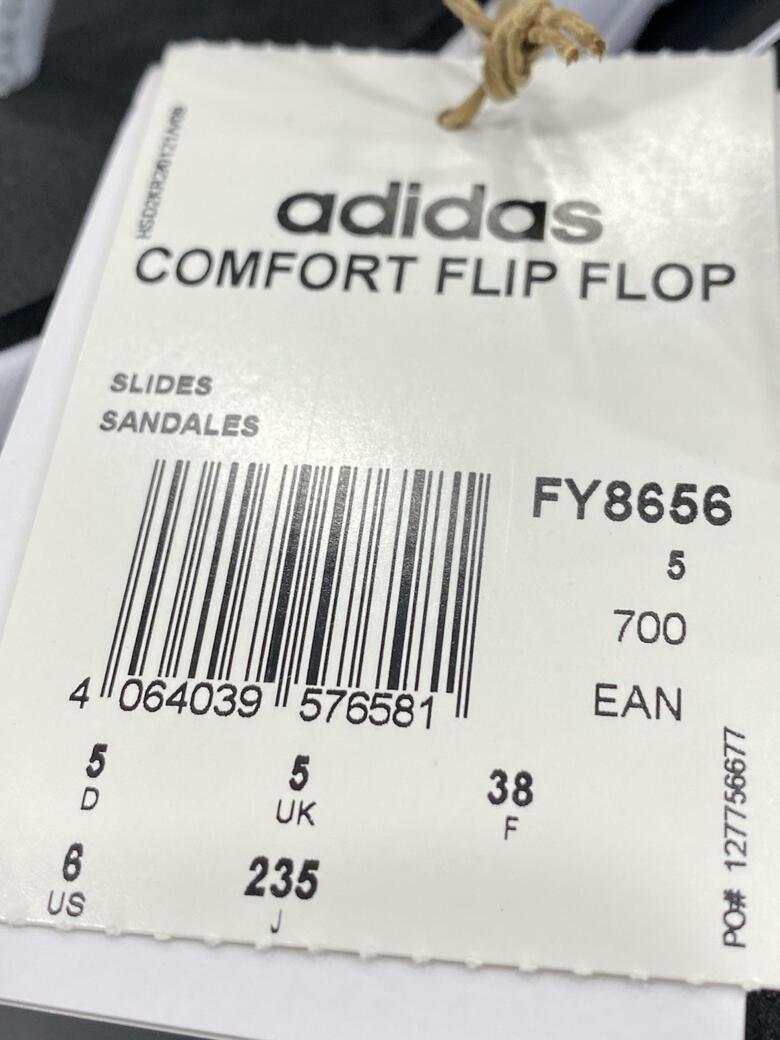 adidas
COMFORT FLIP FLOP
SLIDES
SANDALES
FY8656
5
700
EAN
4 064039 576581
5 5 38
D UK F
6 235
US J
PO# 127756677